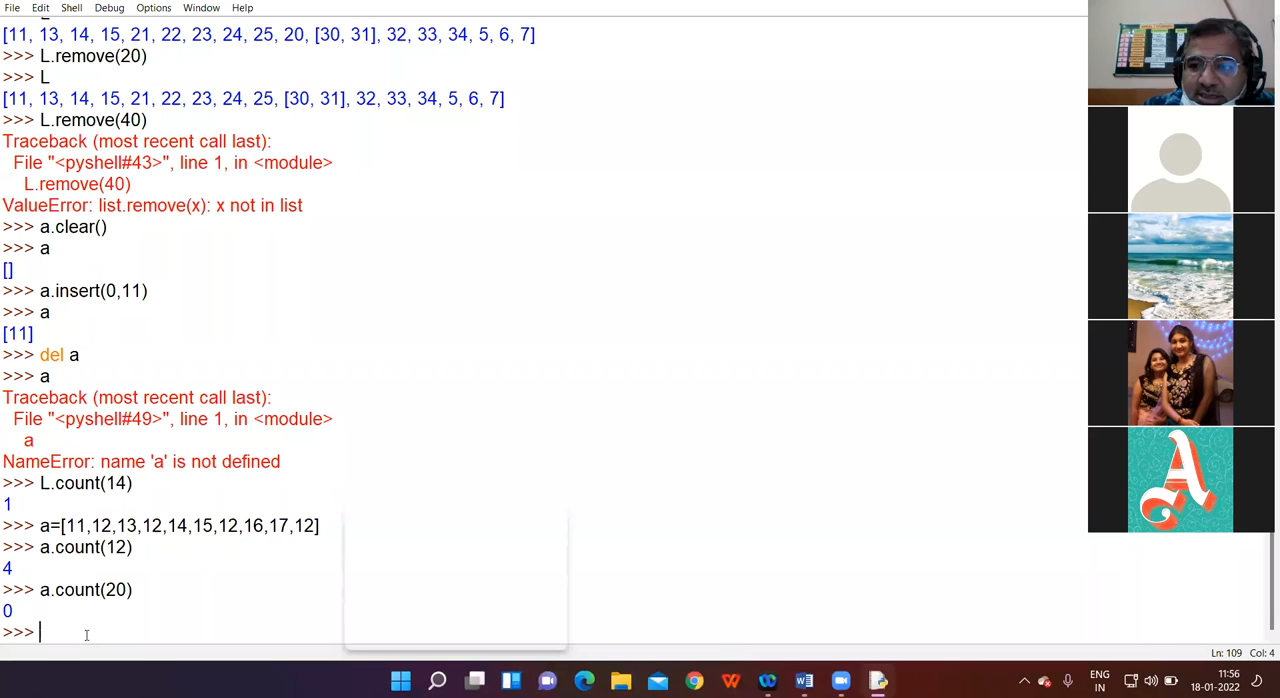 File Edit Shell Debug Options Window Help
[11, 13, 14, 15, 21, 22, 23, 24, 25, 20, [30, 31], 32, 33, 34, 5, 6, 7]
>>> L.remove(20)
>>> L
[11, 13, 14, 15, 21, 22, 23, 24, 25, [30, 31], 32, 33, 34, 5, 6, 7]
>>> L.remove(40)
Traceback (most recent call last):
  File "<pyshell#43>", line 1, in <module>
    L.remove(40)
ValueError: list.remove(x): x not in list
>>> a.clear()
>>> a
[]
>>> a.insert(0,11)
>>> a
[11]
>>> del a
>>> a
Traceback (most recent call last):
  File "<pyshell#49>", line 1, in <module>
    a
NameError: name 'a' is not defined
>>> L.count(14)
1
>>> a=[11,12,13,12,14,15,12,16,17,12]
>>> a.count(12)
4
>>> a.count(20)
0
>>>
Ln: 109 Col: 4
ENG
IN
11:56
18-01-2022